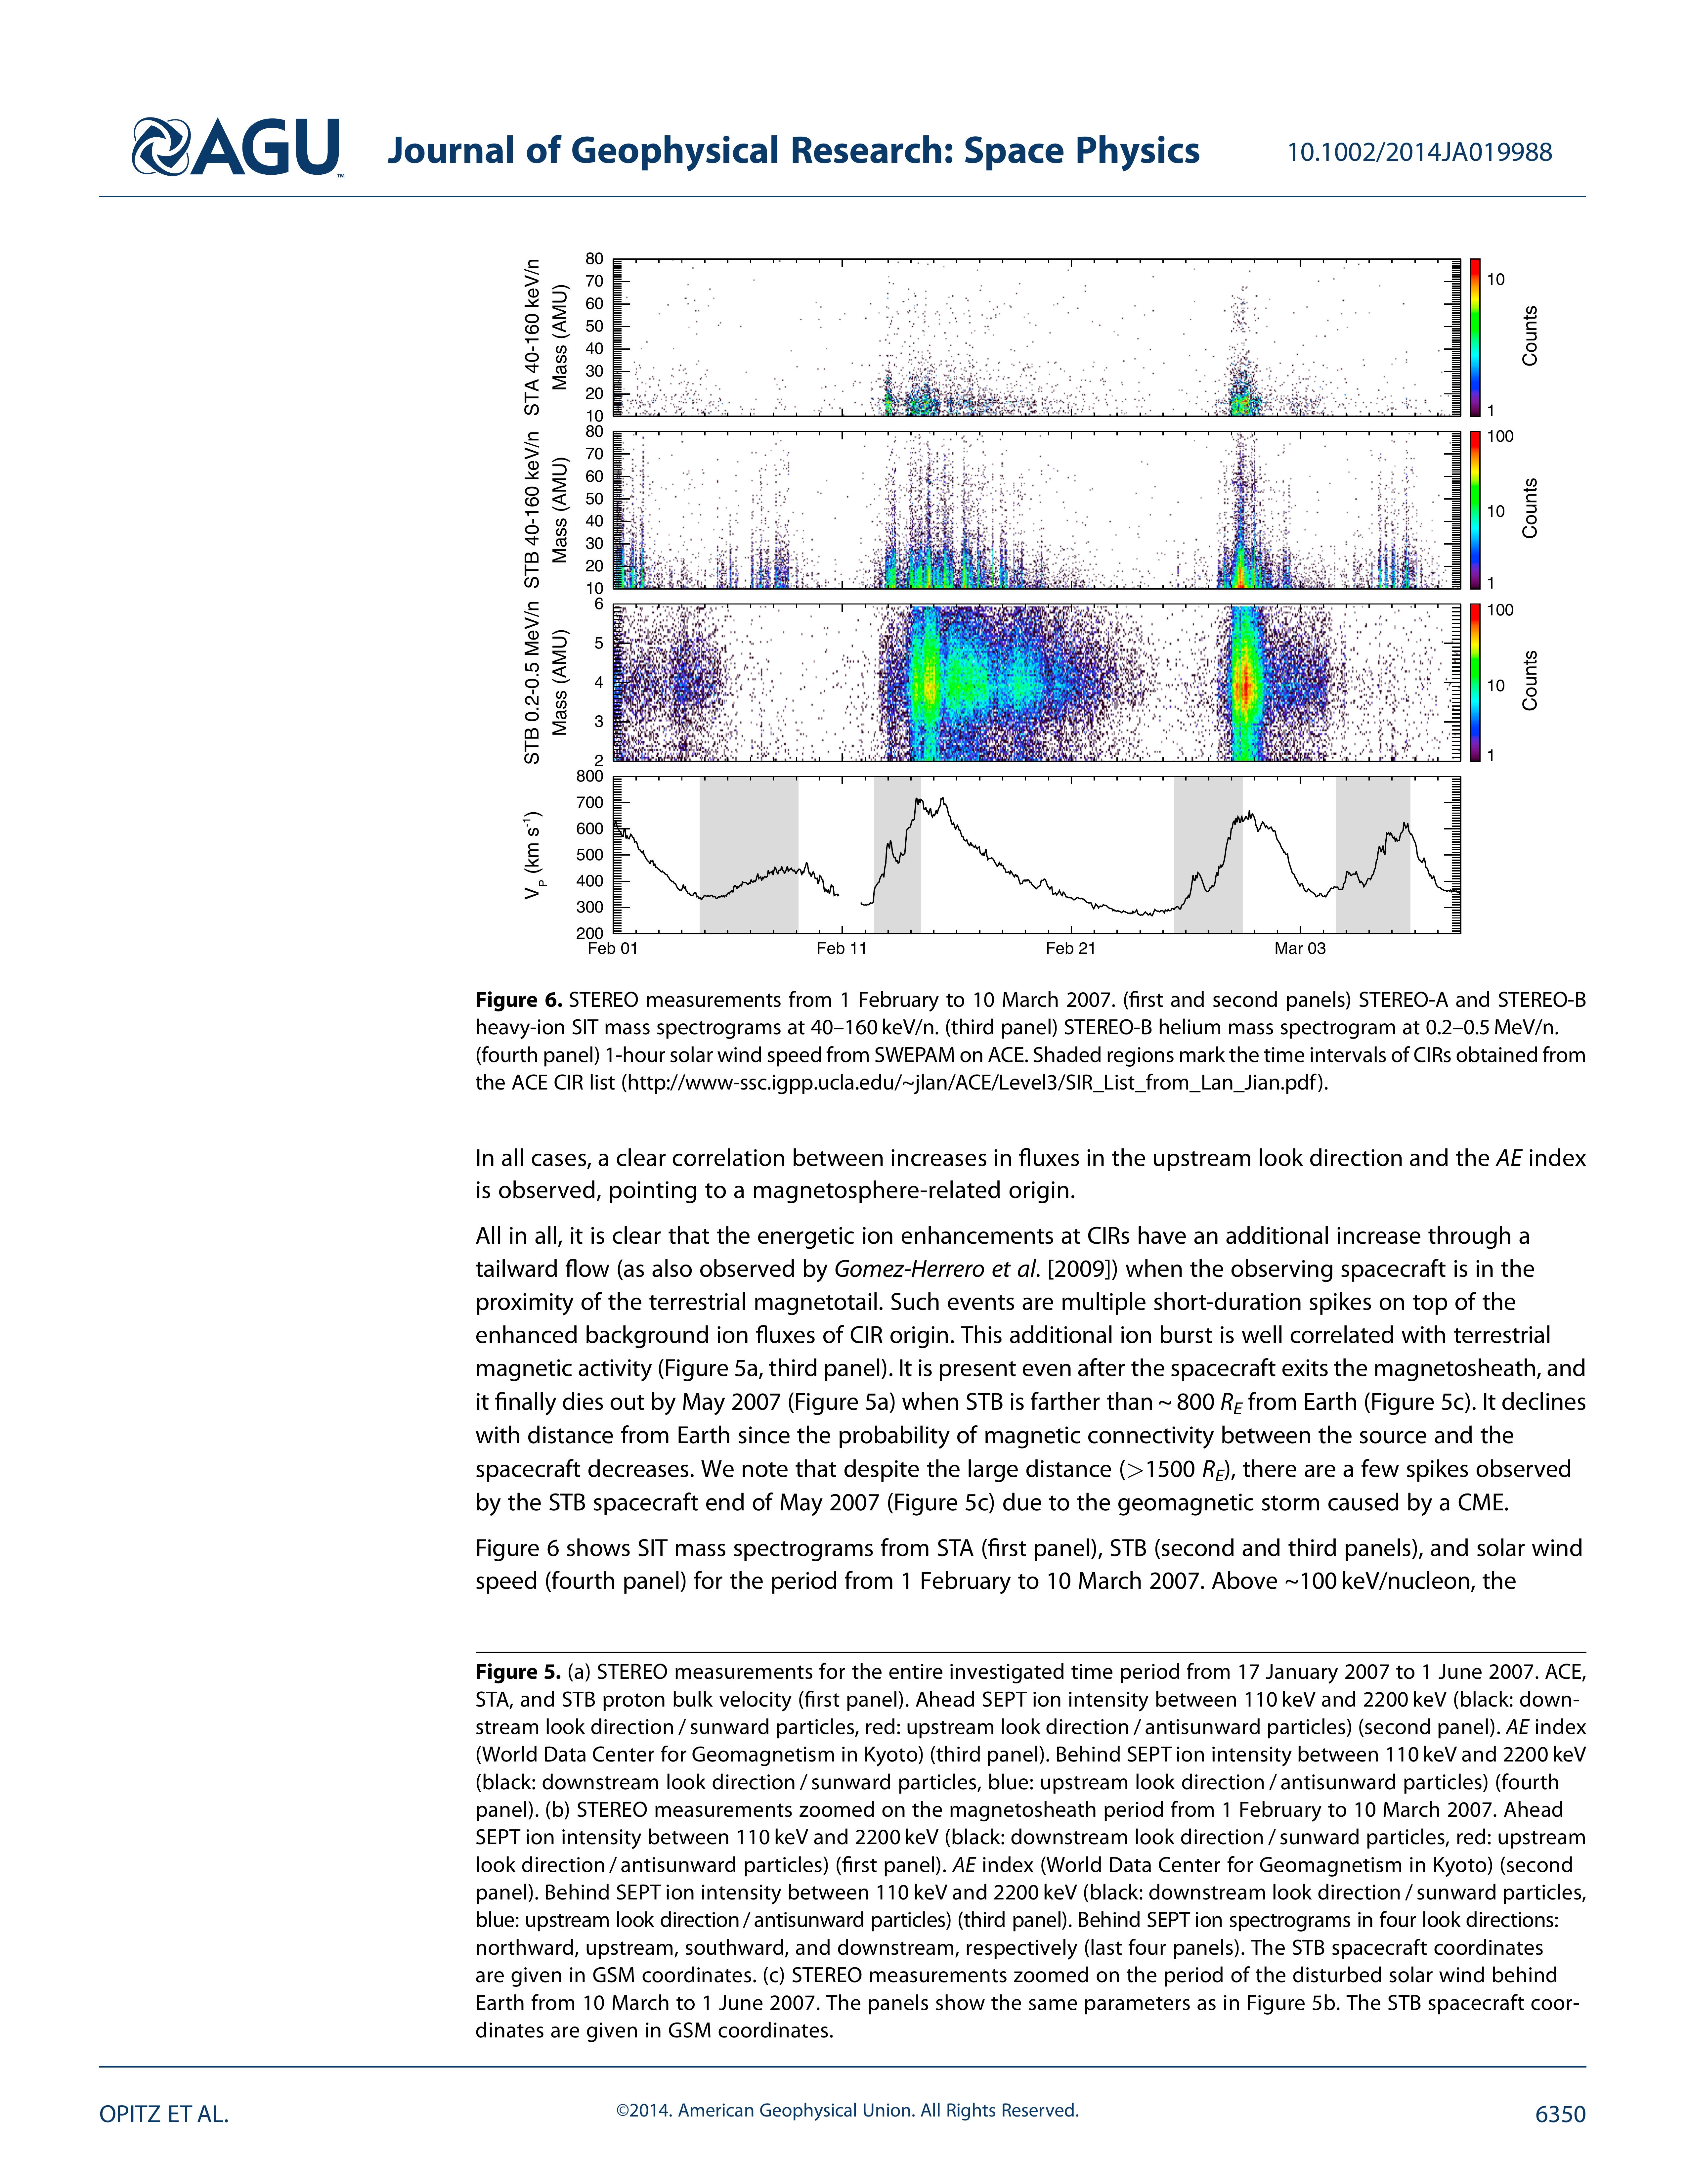 AGU™
Journal of Geophysical Research: Space Physics
10.1002/2014JA019988
STA 40-160 keV/n
Mass (AMU)
80
70
60
50
40
30
20
10
10
1
Counts
STB 40-160 keV/n
Mass (AMU)
80
70
60
50
40
30
20
10
100
10
1
Counts
STB 0.2-0.5 MeV/n
Mass (AMU)
6
5
4
3
2
100
10
1
Counts
V_P (km s^-1)
800
700
600
500
400
300
200
Feb 01
Feb 11
Feb 21
Mar 03
Figure 6. STEREO measurements from 1 February to 10 March 2007. (first and second panels) STEREO-A and STEREO-B
heavy-ion SIT mass spectrograms at 40–160 keV/n. (third panel) STEREO-B helium mass spectrogram at 0.2–0.5 MeV/n.
(fourth panel) 1-hour solar wind speed from SWEPAM on ACE. Shaded regions mark the time intervals of CIRs obtained from
the ACE CIR list (http://www-ssc.igpp.ucla.edu/~jlan/ACE/Level3/SIR_List_from_Lan_Jian.pdf).
In all cases, a clear correlation between increases in fluxes in the upstream look direction and the AE index
is observed, pointing to a magnetosphere-related origin.
All in all, it is clear that the energetic ion enhancements at CIRs have an additional increase through a
tailward flow (as also observed by Gomez-Herrero et al. [2009]) when the observing spacecraft is in the
proximity of the terrestrial magnetotail. Such events are multiple short-duration spikes on top of the
enhanced background ion fluxes of CIR origin. This additional ion burst is well correlated with terrestrial
magnetic activity (Figure 5a, third panel). It is present even after the spacecraft exits the magnetosheath, and
it finally dies out by May 2007 (Figure 5a) when STB is farther than ~ 800 R_E from Earth (Figure 5c). It declines
with distance from Earth since the probability of magnetic connectivity between the source and the
spacecraft decreases. We note that despite the large distance (>1500 R_E), there are a few spikes observed
by the STB spacecraft end of May 2007 (Figure 5c) due to the geomagnetic storm caused by a CME.
Figure 6 shows SIT mass spectrograms from STA (first panel), STB (second and third panels), and solar wind
speed (fourth panel) for the period from 1 February to 10 March 2007. Above ~100 keV/nucleon, the
Figure 5. (a) STEREO measurements for the entire investigated time period from 17 January 2007 to 1 June 2007. ACE,
STA, and STB proton bulk velocity (first panel). Ahead SEPT ion intensity between 110 keV and 2200 keV (black: down-
stream look direction / sunward particles, red: upstream look direction / antisunward particles) (second panel). AE index
(World Data Center for Geomagnetism in Kyoto) (third panel). Behind SEPT ion intensity between 110 keV and 2200 keV
(black: downstream look direction / sunward particles, blue: upstream look direction / antisunward particles) (fourth
panel). (b) STEREO measurements zoomed on the magnetosheath period from 1 February to 10 March 2007. Ahead
SEPT ion intensity between 110 keV and 2200 keV (black: downstream look direction / sunward particles, red: upstream
look direction / antisunward particles) (first panel). AE index (World Data Center for Geomagnetism in Kyoto) (second
panel). Behind SEPT ion intensity between 110 keV and 2200 keV (black: downstream look direction / sunward particles,
blue: upstream look direction / antisunward particles) (third panel). Behind SEPT ion spectrograms in four look directions:
northward, upstream, southward, and downstream, respectively (last four panels). The STB spacecraft coordinates
are given in GSM coordinates. (c) STEREO measurements zoomed on the period of the disturbed solar wind behind
Earth from 10 March to 1 June 2007. The panels show the same parameters as in Figure 5b. The STB spacecraft coor-
dinates are given in GSM coordinates.
OPITZ ET AL.
©2014. American Geophysical Union. All Rights Reserved.
6350